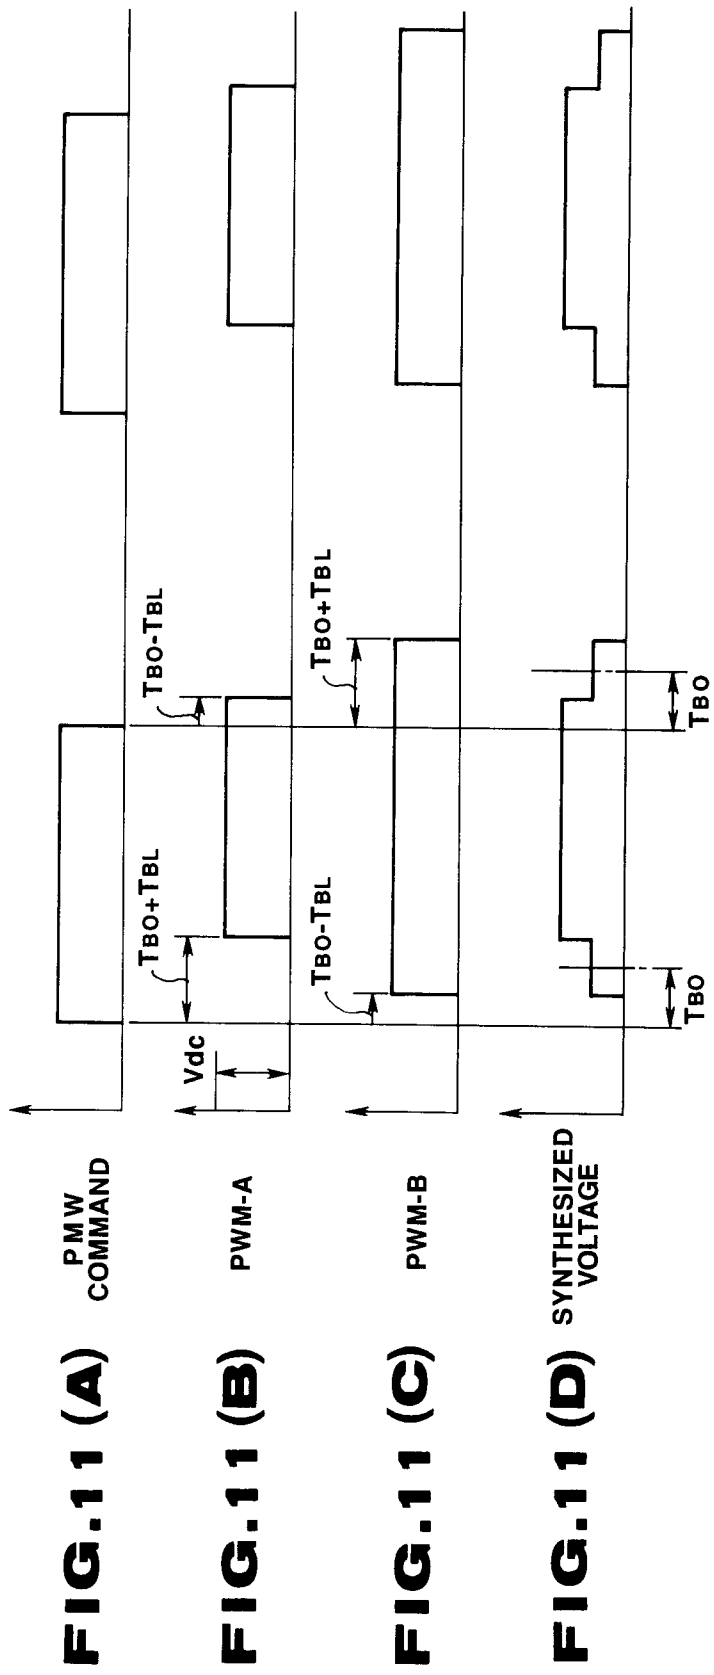 FIG.11 (A)
PMW
COMMAND
FIG.11 (B)
PWM-A
Vdc
TBO+TBL
TBO-TBL
FIG.11 (C)
PWM-B
TBO-TBL
TBO+TBL
FIG.11 (D)
SYNTHESIZED
VOLTAGE
TBO
TBO